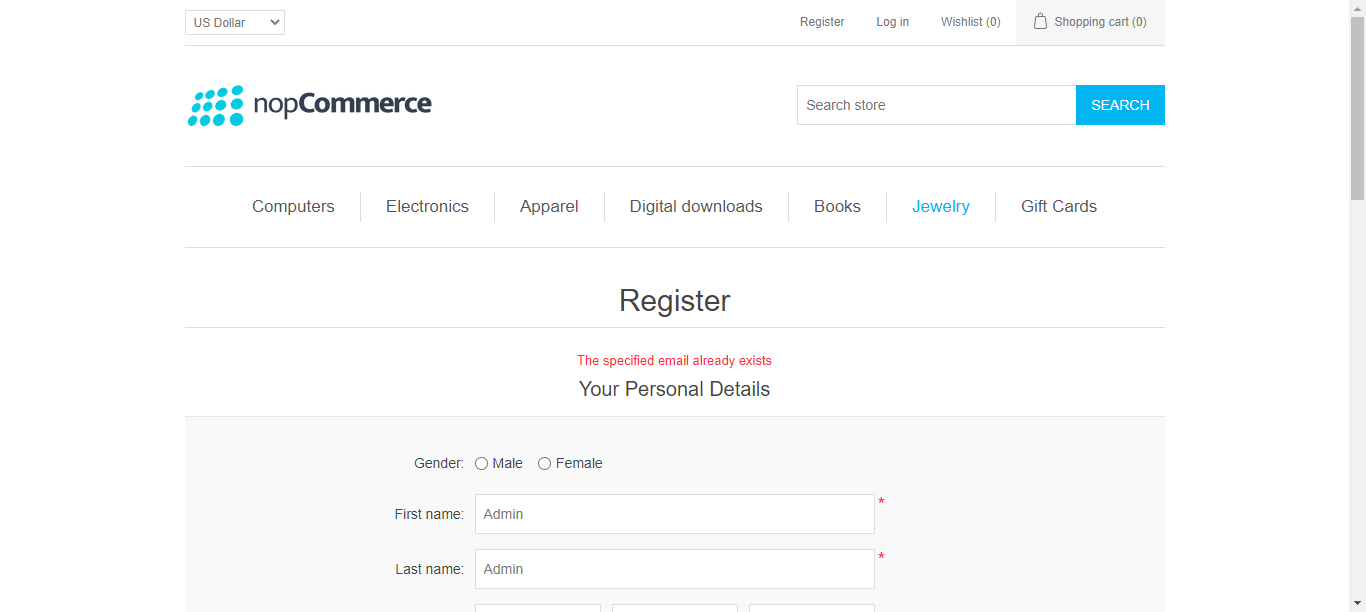 US Dollar Register Log in Wishlist (0) Shopping cart (0)
nopCommerce Search store SEARCH
Computers Electronics Apparel Digital downloads Books Jewelry Gift Cards
Register
The specified email already exists
Your Personal Details
Gender: Male Female
First name: Admin *
Last name: Admin *